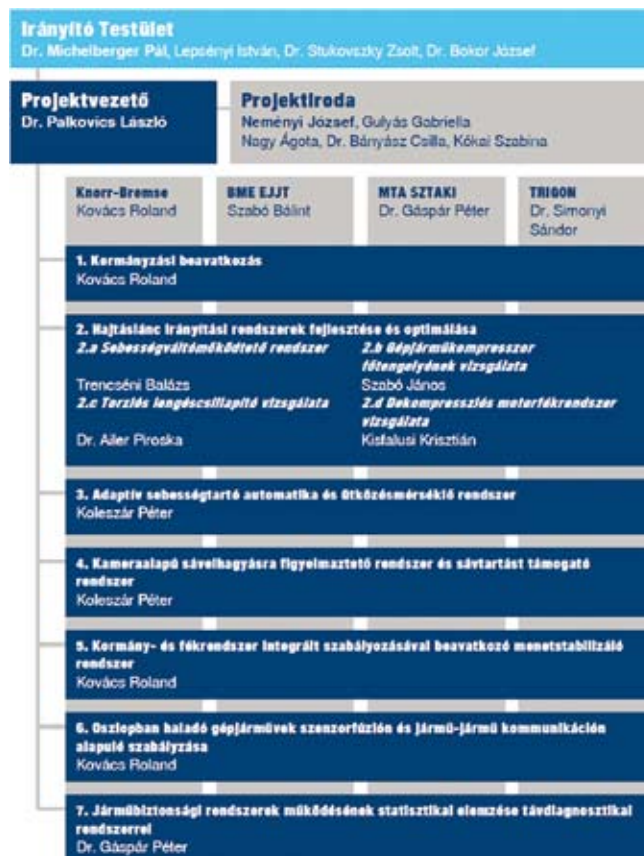 Irányító Testület
Dr. Michelberger Pál, Lepsényi István, Dr. Stukovszky Zsolt, Dr. Bokor József
Projektvezető
Dr. Palkovics László
Projektiroda
Neményi József, Gulyás Gabriella
Nagy Ágota, Dr. Bányász Csilla, Kókai Szabina
Knorr-Bremse
Kovács Roland
BME EJJT
Szabó Bálint
MTA SZTAKI
Dr. Gáspár Péter
TRIGON
Dr. Simonyi
Sándor
1. Kormányzási beavatkozás
Kovács Roland
2. Hajtáslánc irányítási rendszerek fejlesztése és optimálása
2.a Sebességváltóműködtető rendszer
Trencséni Balázs
2.b Gépjárműkompresszor
főtengelyének vizsgálata
Szabó János
2.c Torziós lengéscsillapító vizsgálata
Dr. Ailer Piroska
2.d Dekompressziós motorfékrendszer
vizsgálata
Kisfalusi Krisztián
3. Adaptív sebességtartó automatika és ütközésmérséklő rendszer
Koleszár Péter
4. Kameraalapú sávelhagyásra figyelmaztető rendszer és sávtartást támogató
rendszer
Koleszár Péter
5. Kormány- és fékrendszer integrált szabályozásával beavatkozó menetstabilizáló
rendszer
Kovács Roland
6. Oszlopban haladó gépjárművek szenzorfúzión és jármű-jármű kommunikáción
alapuló szabályzása
Kovács Roland
7. Járműbiztonsági rendszerek működésének statisztikai elemzése távdiagnosztikai
rendszerrel
Dr. Gáspár Péter